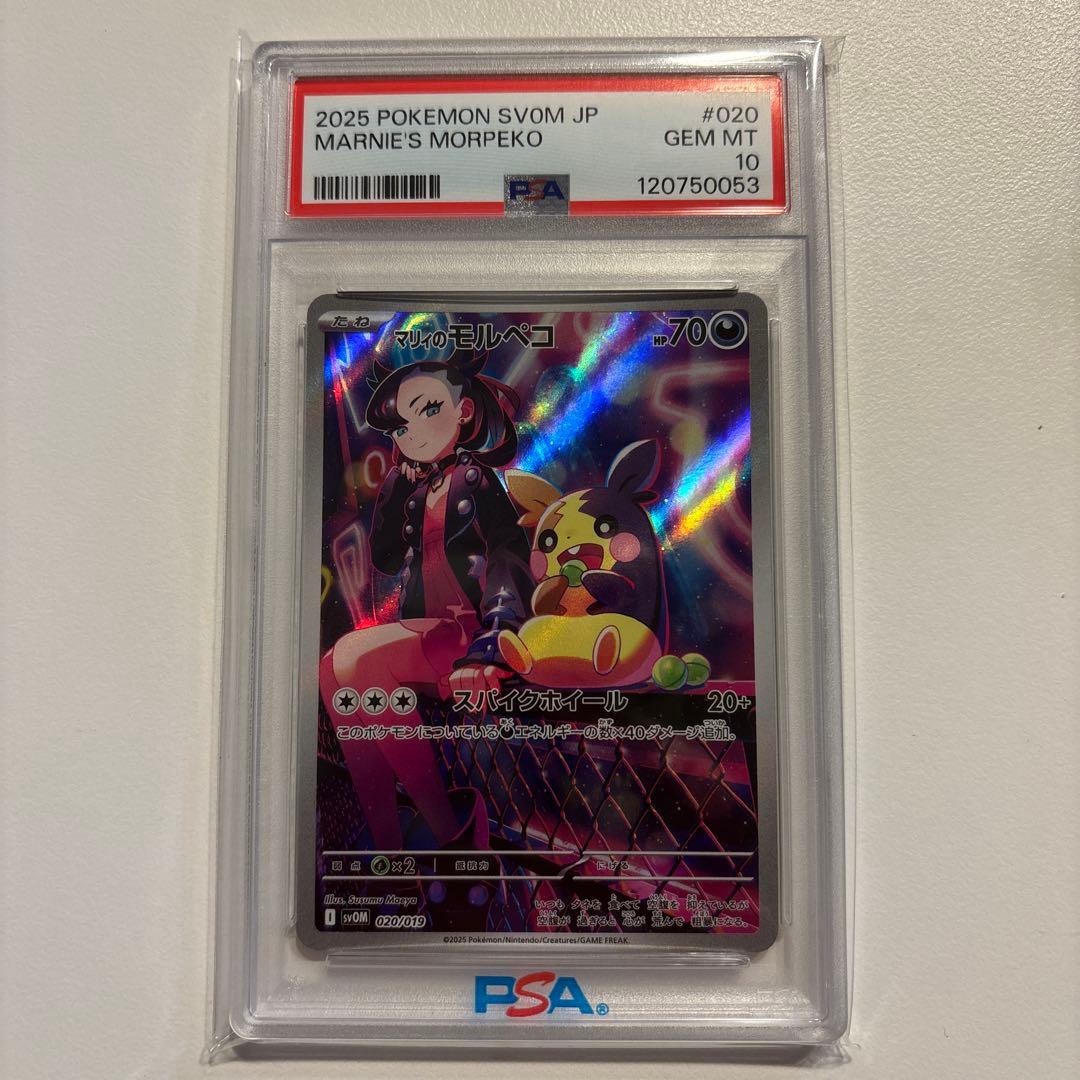 2025 POKEMON SV0M JP #020
MARNIE'S MORPEKO GEM MT
10
PSA 120750053
たね マリィのモルペコ HP70
スパイクホイール 20+
このポケモンについているエネルギーの数×40ダメージ追加。
弱点 ×2 抵抗力 にげる
Illus. Susumu Maeya
I svOM 020/019
いつも タネを 食べて 空腹を 抑えているが
空腹が 過ぎると 心が 荒んで 粗暴になる。
©2025 Pokémon/Nintendo/Creatures/GAME FREAK.
PSA®